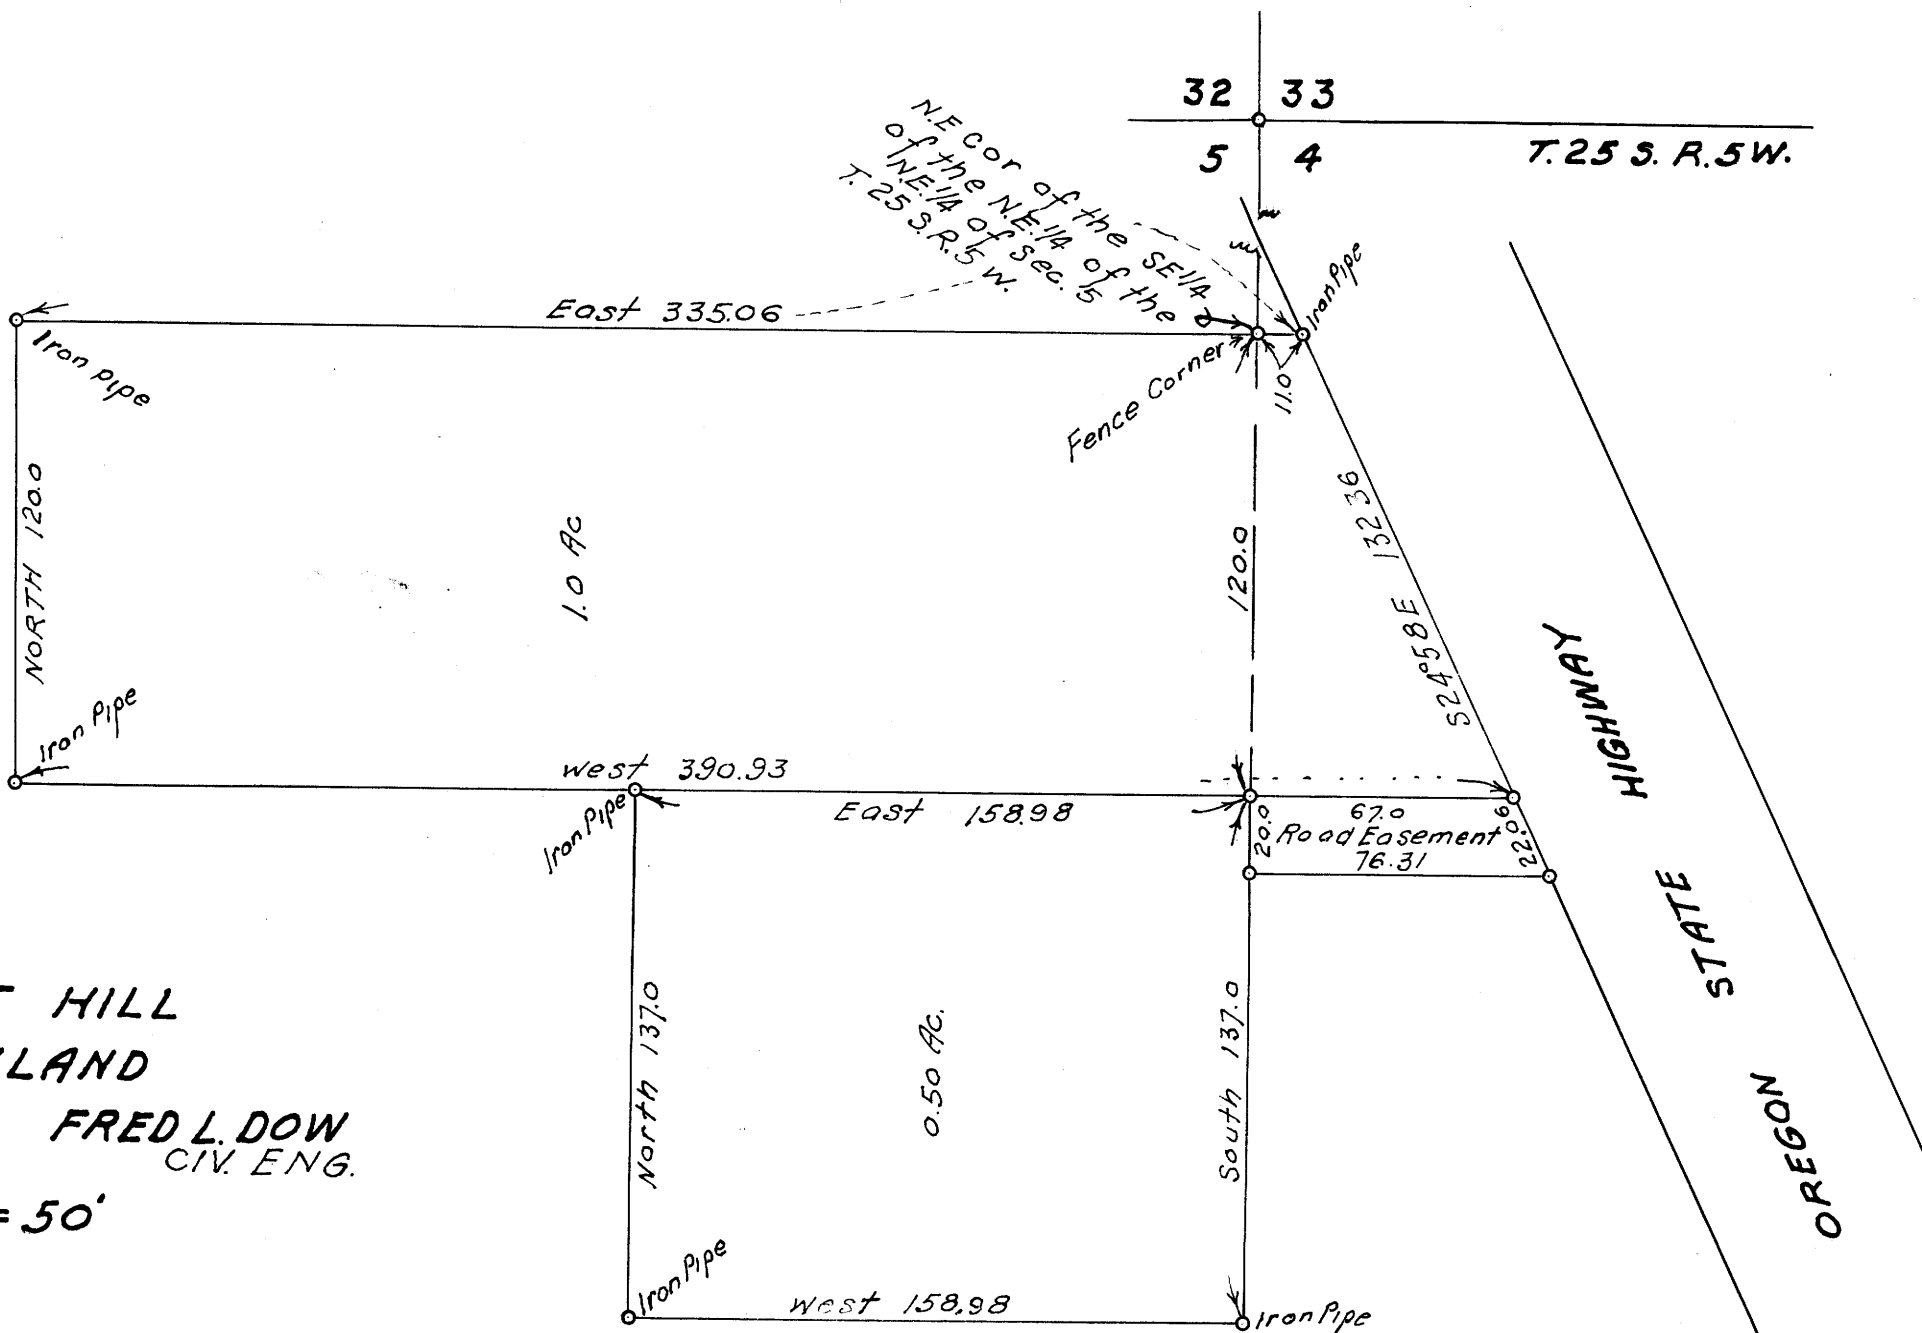 32 33
5 4
T. 25 S. R. 5 W.
N.E cor of the SE 1/4
of the N.E. 1/4 of the
N.E. 1/4 of Sec. 5
T. 25 S. R. 5 W.
East 335.06
Iron Pipe
Iron Pipe
Fence Corner
11.0
NORTH 120.0
1.0 Ac
120.0
S24°58E 132.36
Iron Pipe
West 390.93
Iron Pipe
East 158.98
20.0
67.0
Road Easement
76.31
22.06
North 137.0
0.50 Ac.
South 137.0
Iron Pipe
West 158.98
Iron Pipe
OREGON STATE HIGHWAY
HILL
LAND
FRED L. DOW
CIV. ENG.
= 50'